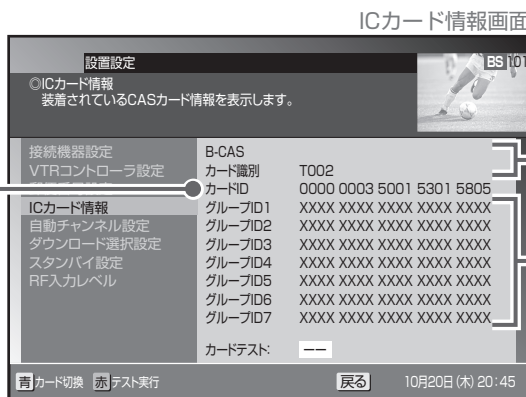 ICカード情報画面
設置設定
BS 101
◎ICカード情報
装着されているCASカード情報を表示します。
接続機器設定
VTRコントローラ設定
ICカード情報
自動チャンネル設定
ダウンロード選択設定
スタンバイ設定
RF入力レベル
B-CAS
カード識別 T002
カードID 0000 0003 5001 5301 5805
グループID1 XXXX XXXX XXXX XXXX XXXX
グループID2 XXXX XXXX XXXX XXXX XXXX
グループID3 XXXX XXXX XXXX XXXX XXXX
グループID4 XXXX XXXX XXXX XXXX XXXX
グループID5 XXXX XXXX XXXX XXXX XXXX
グループID6 XXXX XXXX XXXX XXXX XXXX
グループID7 XXXX XXXX XXXX XXXX XXXX
カードテスト: −−
青 カード切換 赤 テスト実行 戻る 10月20日(木) 20:45